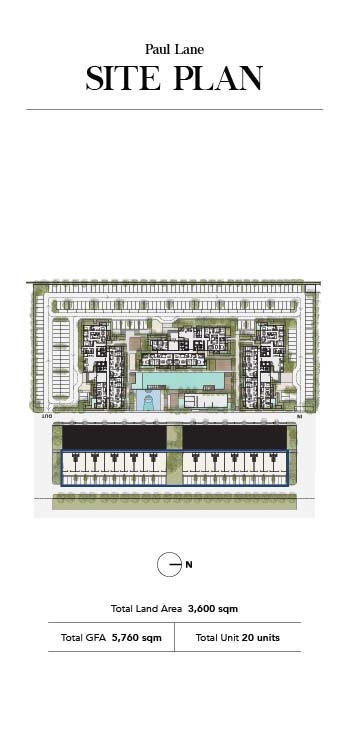 Paul Lane
SITE PLAN
OUT
IN
N
Total Land Area 3,600 sqm
Total GFA 5,760 sqm
Total Unit 20 units